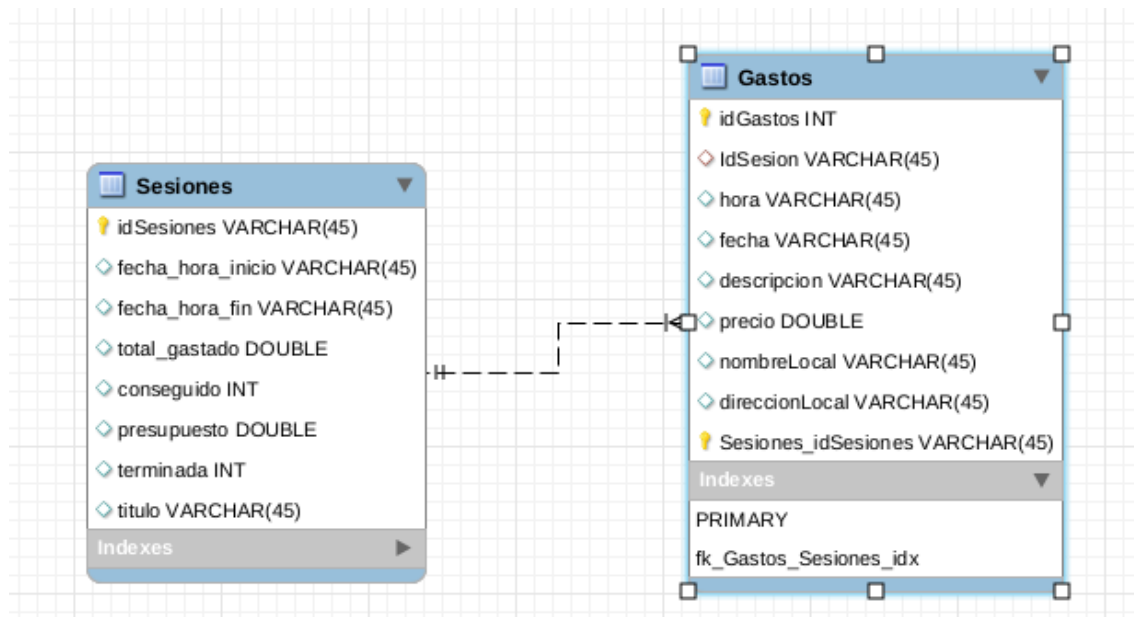 Sesiones
idSesiones VARCHAR(45)
fecha_hora_inicio VARCHAR(45)
fecha_hora_fin VARCHAR(45)
total_gastado DOUBLE
conseguido INT
presupuesto DOUBLE
terminada INT
titulo VARCHAR(45)
Indexes
Gastos
idGastos INT
IdSesion VARCHAR(45)
hora VARCHAR(45)
fecha VARCHAR(45)
descripcion VARCHAR(45)
precio DOUBLE
nombreLocal VARCHAR(45)
direccionLocal VARCHAR(45)
Sesiones_idSesiones VARCHAR(45)
Indexes
PRIMARY
fk_Gastos_Sesiones_idx